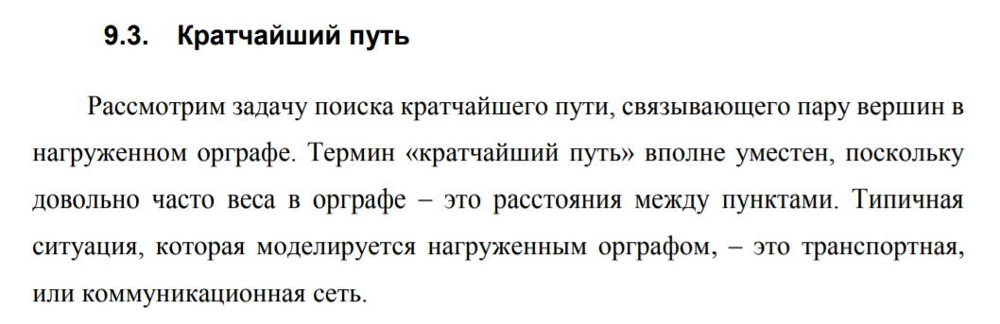 9.3. Кратчайший путь
Рассмотрим задачу поиска кратчайшего пути, связывающего пару вершин в
нагруженном орграфе. Термин «кратчайший путь» вполне уместен, поскольку
довольно часто веса в орграфе – это расстояния между пунктами. Типичная
ситуация, которая моделируется нагруженным орграфом, – это транспортная,
или коммуникационная сеть.